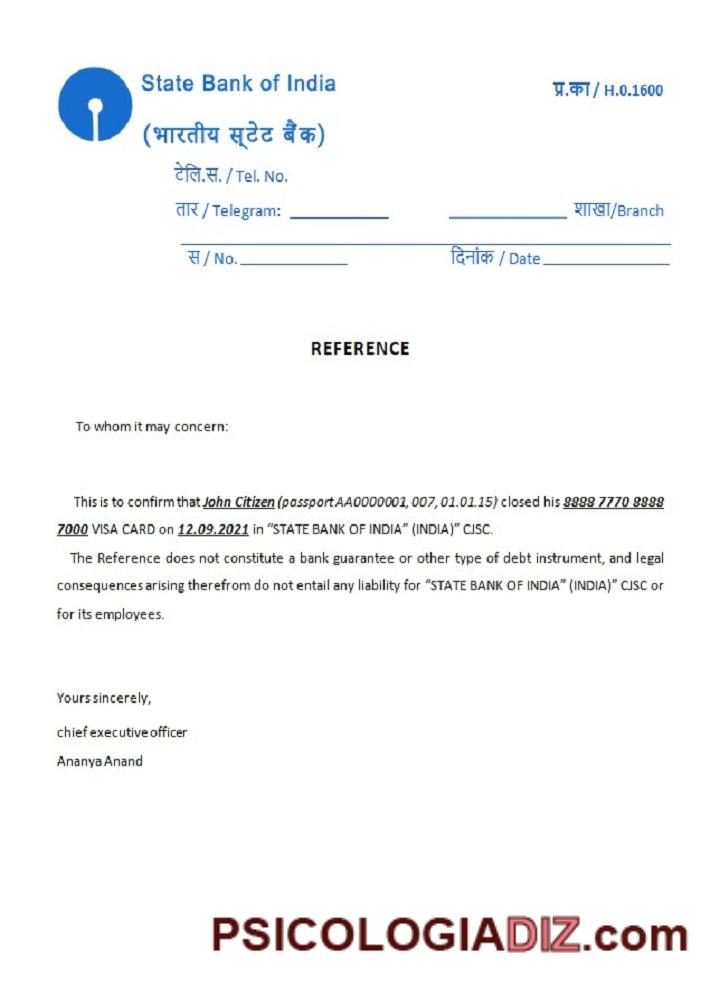 State Bank of India
प्र.का / H.0.1600
(भारतीय स्टेट बैंक)
टेलि.स. / Tel. No.
तार / Telegram: ____________ ______________ शाखा/Branch
स / No. ____________ दिनांक / Date ______________
REFERENCE
To whom it may concern:
This is to confirm that John Citizen (passport AA0000001, 007, 01.01.15) closed his 8888 7770 8888
7000 VISA CARD on 12.09.2021 in “STATE BANK OF INDIA” (INDIA)” CJSC.
The Reference does not constitute a bank guarantee or other type of debt instrument, and legal
consequences arising therefrom do not entail any liability for “STATE BANK OF INDIA” (INDIA)” CJSC or
for its employees.
Yours sincerely,
chief executive officer
Ananya Anand
PSICOLOGIADIZ.com